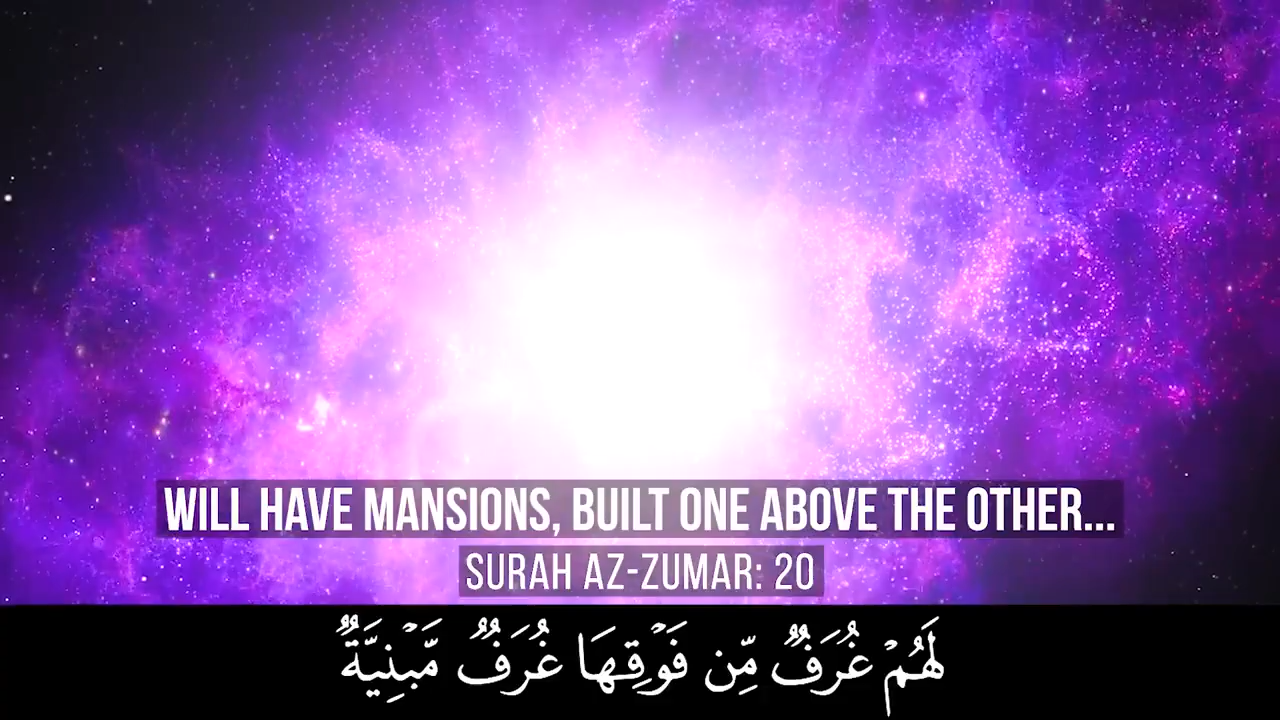 WILL HAVE MANSIONS, BUILT ONE ABOVE THE OTHER...
SURAH AZ-ZUMAR: 20
لَهُمْ غُرَفٌ مِّن فَوْقِهَا غُرَفٌ مَّبْنِيَّةٌ